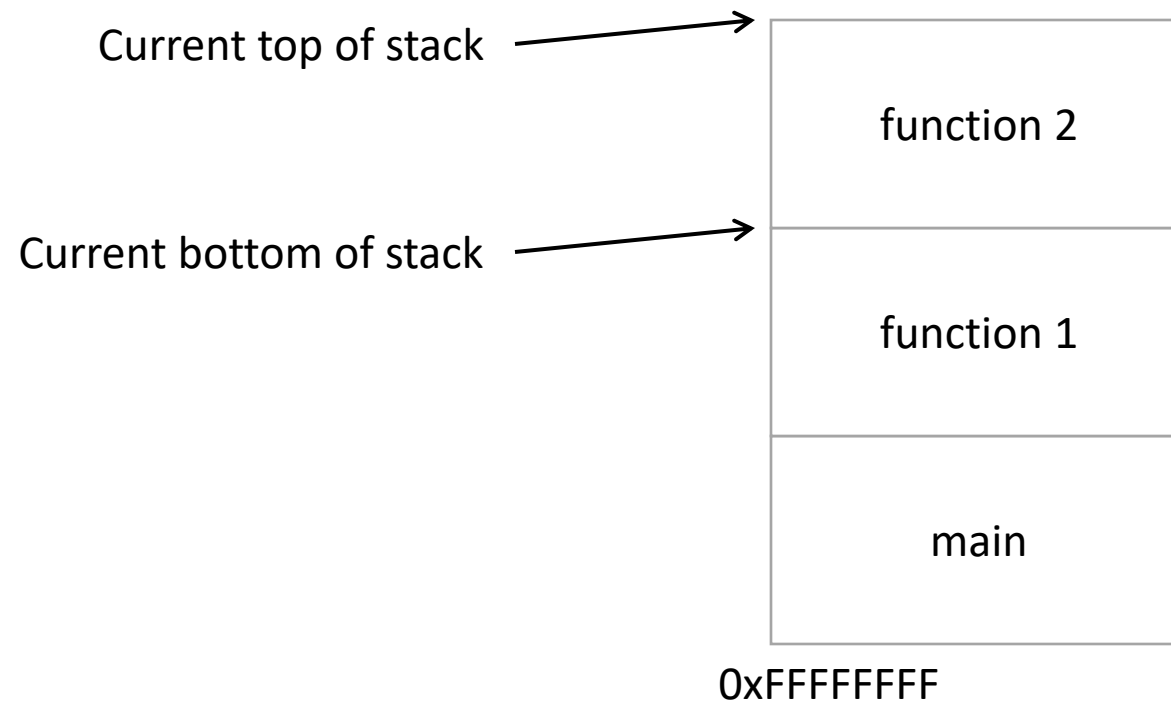 Current top of stack
function 2
Current bottom of stack
function 1
main
0xFFFFFFFF